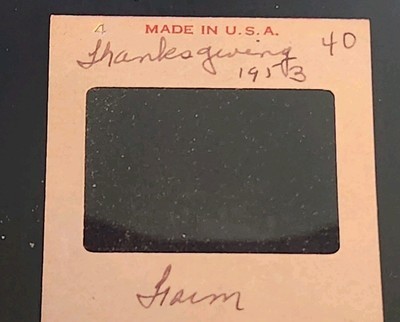 4 MADE IN U.S.A.
Thanksgiving 40
1953
Farm